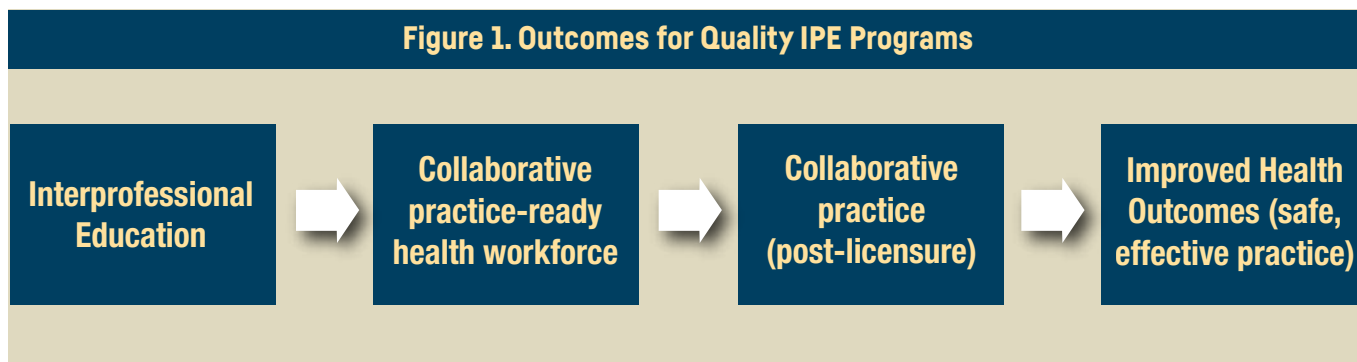 Figure 1. Outcomes for Quality IPE Programs
Interprofessional
Education
Collaborative
practice-ready
health workforce
Collaborative
practice
(post-licensure)
Improved Health
Outcomes (safe,
effective practice)